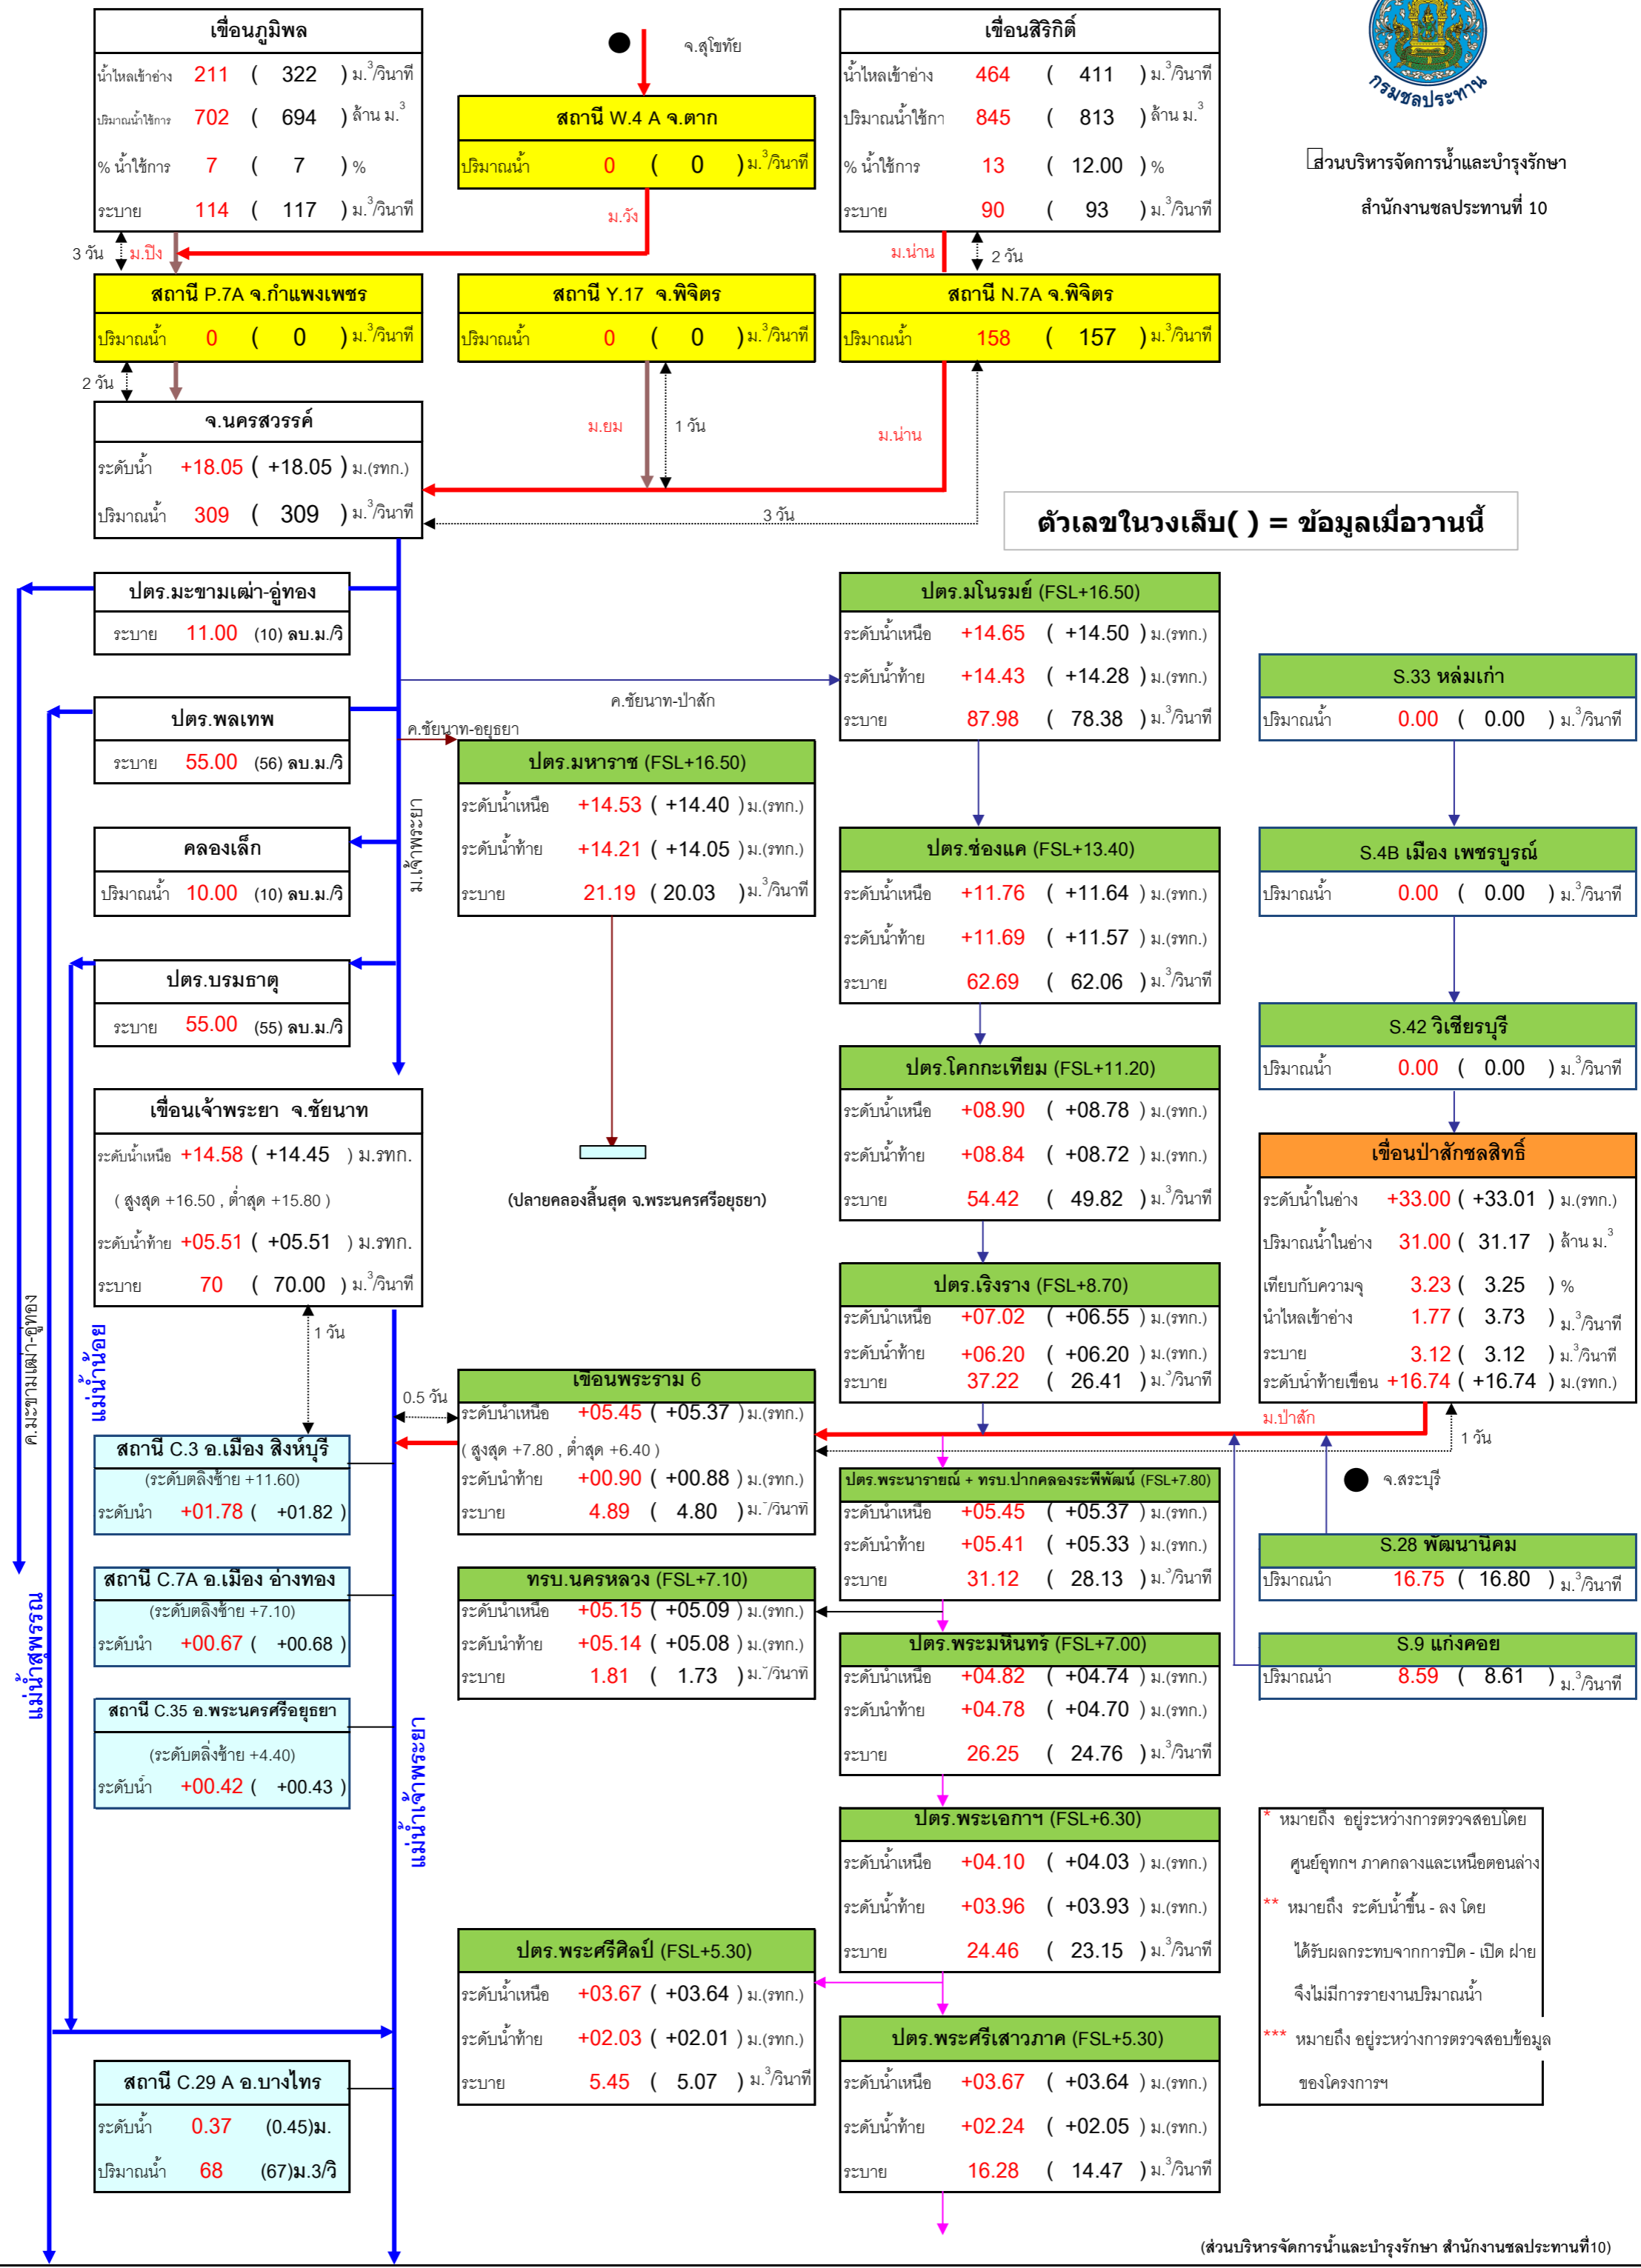 เขื่อนภูมิพล
น้ำไหลเข้าอ่าง 211 ( 322 ) ม.3/วินาที
ปริมาณน้ำใช้การ 702 ( 694 ) ล้าน ม.3
% น้ำใช้การ 7 ( 7 ) %
ระบาย 114 ( 117 ) ม.3/วินาที
จ.สุโขทัย
สถานี W.4 A จ.ตาก
ปริมาณน้ำ 0 ( 0 ) ม.3/วินาที
เขื่อนสิริกิติ์
น้ำไหลเข้าอ่าง 464 ( 411 ) ม.3/วินาที
ปริมาณน้ำใช้กา 845 ( 813 ) ล้าน ม.3
% น้ำใช้การ 13 ( 12.00 ) %
ระบาย 90 ( 93 ) ม.3/วินาที
กรมชลประทาน
ส่วนบริหารจัดการน้ำและบำรุงรักษา
สำนักงานชลประทานที่ 10
3 วัน
ม.ปิง
ม.วัง
ม.น่าน
2 วัน
สถานี P.7A จ.กำแพงเพชร
ปริมาณน้ำ 0 ( 0 ) ม.3/วินาที
สถานี Y.17 จ.พิจิตร
ปริมาณน้ำ 0 ( 0 ) ม.3/วินาที
สถานี N.7A จ.พิจิตร
ปริมาณน้ำ 158 ( 157 ) ม.3/วินาที
2 วัน
จ.นครสวรรค์
ระดับน้ำ +18.05 ( +18.05 ) ม.(รทก.)
ปริมาณน้ำ 309 ( 309 ) ม.3/วินาที
ม.ยม
1 วัน
ม.น่าน
3 วัน
ตัวเลขในวงเล็บ( ) = ข้อมูลเมื่อวานนี้
ปตร.มะขามเฒ่า-อู่ทอง
ระบาย 11.00 (10) ลบ.ม./วิ
ปตร.พลเทพ
ระบาย 55.00 (56) ลบ.ม./วิ
คลองเล็ก
ปริมาณน้ำ 10.00 (10) ลบ.ม./วิ
ปตร.บรมธาตุ
ระบาย 55.00 (55) ลบ.ม./วิ
ม.เจ้าพระยา
ค.ชัยนาท-ป่าสัก
ค.ชัยนาท-อยุธยา
ปตร.มหาราช (FSL+16.50)
ระดับน้ำเหนือ +14.53 ( +14.40 ) ม.(รทก.)
ระดับน้ำท้าย +14.21 ( +14.05 ) ม.(รทก.)
ระบาย 21.19 ( 20.03 ) ม.3/วินาที
(ปลายคลองสิ้นสุด จ.พระนครศรีอยุธยา)
ปตร.มโนรมย์ (FSL+16.50)
ระดับน้ำเหนือ +14.65 ( +14.50 ) ม.(รทก.)
ระดับน้ำท้าย +14.43 ( +14.28 ) ม.(รทก.)
ระบาย 87.98 ( 78.38 ) ม.3/วินาที
ปตร.ช่องแค (FSL+13.40)
ระดับน้ำเหนือ +11.76 ( +11.64 ) ม.(รทก.)
ระดับน้ำท้าย +11.69 ( +11.57 ) ม.(รทก.)
ระบาย 62.69 ( 62.06 ) ม.3/วินาที
ปตร.โคกกะเทียม (FSL+11.20)
ระดับน้ำเหนือ +08.90 ( +08.78 ) ม.(รทก.)
ระดับน้ำท้าย +08.84 ( +08.72 ) ม.(รทก.)
ระบาย 54.42 ( 49.82 ) ม.3/วินาที
ปตร.เริงราง (FSL+8.70)
ระดับน้ำเหนือ +07.02 ( +06.55 ) ม.(รทก.)
ระดับน้ำท้าย +06.20 ( +06.20 ) ม.(รทก.)
ระบาย 37.22 ( 26.41 ) ม.3/วินาที
S.33 หล่มเก่า
ปริมาณน้ำ 0.00 ( 0.00 ) ม.3/วินาที
S.4B เมือง เพชรบูรณ์
ปริมาณน้ำ 0.00 ( 0.00 ) ม.3/วินาที
S.42 วิเชียรบุรี
ปริมาณน้ำ 0.00 ( 0.00 ) ม.3/วินาที
เขื่อนป่าสักชลสิทธิ์
ระดับน้ำในอ่าง +33.00 ( +33.01 ) ม.(รทก.)
ปริมาณน้ำในอ่าง 31.00 ( 31.17 ) ล้าน ม.3
เทียบกับความจุ 3.23 ( 3.25 ) %
น้ำไหลเข้าอ่าง 1.77 ( 3.73 ) ม.3/วินาที
ระบาย 3.12 ( 3.12 ) ม.3/วินาที
ระดับน้ำท้ายเขื่อน +16.74 ( +16.74 ) ม.(รทก.)
เขื่อนเจ้าพระยา จ.ชัยนาท
ระดับน้ำเหนือ +14.58 ( +14.45 ) ม.รทก.
( สูงสุด +16.50 , ต่ำสุด +15.80 )
ระดับน้ำท้าย +05.51 ( +05.51 ) ม.รทก.
ระบาย 70 ( 70.00 ) ม.3/วินาที
1 วัน
ค.มะขามเฒ่า-อู่ทอง
แม่น้ำน้อย
0.5 วัน
เขื่อนพระราม 6
ระดับน้ำเหนือ +05.45 ( +05.37 ) ม.(รทก.)
( สูงสุด +7.80 , ต่ำสุด +6.40 )
ระดับน้ำท้าย +00.90 ( +00.88 ) ม.(รทก.)
ระบาย 4.89 ( 4.80 ) ม.3/วินาที
ม.ป่าสัก
1 วัน
จ.สระบุรี
สถานี C.3 อ.เมือง สิงห์บุรี
(ระดับตลิ่งซ้าย +11.60)
ระดับน้ำ +01.78 ( +01.82 )
สถานี C.7A อ.เมือง อ่างทอง
(ระดับตลิ่งซ้าย +7.10)
ระดับน้ำ +00.67 ( +00.68 )
สถานี C.35 อ.พระนครศรีอยุธยา
(ระดับตลิ่งซ้าย +4.40)
ระดับน้ำ +00.42 ( +00.43 )
แม่น้ำสุพรรณ
แม่น้ำเจ้าพระยา
ทรบ.นครหลวง (FSL+7.10)
ระดับน้ำเหนือ +05.15 ( +05.09 ) ม.(รทก.)
ระดับน้ำท้าย +05.14 ( +05.08 ) ม.(รทก.)
ระบาย 1.81 ( 1.73 ) ม.3/วินาที
ปตร.พระนารายณ์ + ทรบ.ปากคลองระพีพัฒน์ (FSL+7.80)
ระดับน้ำเหนือ +05.45 ( +05.37 ) ม.(รทก.)
ระดับน้ำท้าย +05.41 ( +05.33 ) ม.(รทก.)
ระบาย 31.12 ( 28.13 ) ม.3/วินาที
ปตร.พระมหินทร์ (FSL+7.00)
ระดับน้ำเหนือ +04.82 ( +04.74 ) ม.(รทก.)
ระดับน้ำท้าย +04.78 ( +04.70 ) ม.(รทก.)
ระบาย 26.25 ( 24.76 ) ม.3/วินาที
S.28 พัฒนานิคม
ปริมาณน้ำ 16.75 ( 16.80 ) ม.3/วินาที
S.9 แก่งคอย
ปริมาณน้ำ 8.59 ( 8.61 ) ม.3/วินาที
ปตร.พระเอกาฯ (FSL+6.30)
ระดับน้ำเหนือ +04.10 ( +04.03 ) ม.(รทก.)
ระดับน้ำท้าย +03.96 ( +03.93 ) ม.(รทก.)
ระบาย 24.46 ( 23.15 ) ม.3/วินาที
ปตร.พระศรีศิลป์ (FSL+5.30)
ระดับน้ำเหนือ +03.67 ( +03.64 ) ม.(รทก.)
ระดับน้ำท้าย +02.03 ( +02.01 ) ม.(รทก.)
ระบาย 5.45 ( 5.07 ) ม.3/วินาที
ปตร.พระศรีเสาวภาค (FSL+5.30)
ระดับน้ำเหนือ +03.67 ( +03.64 ) ม.(รทก.)
ระดับน้ำท้าย +02.24 ( +02.05 ) ม.(รทก.)
ระบาย 16.28 ( 14.47 ) ม.3/วินาที
* หมายถึง อยู่ระหว่างการตรวจสอบโดย
ศูนย์อุทกฯ ภาคกลางและเหนือตอนล่าง
** หมายถึง ระดับน้ำขึ้น - ลง โดย
ได้รับผลกระทบจากการปิด - เปิด ฝาย
จึงไม่มีการรายงานปริมาณน้ำ
*** หมายถึง อยู่ระหว่างการตรวจสอบข้อมูล
ของโครงการฯ
สถานี C.29 A อ.บางไทร
ระดับน้ำ 0.37 (0.45)ม.
ปริมาณน้ำ 68 (67)ม.3/วิ
(ส่วนบริหารจัดการน้ำและบำรุงรักษา สำนักงานชลประทานที่10)